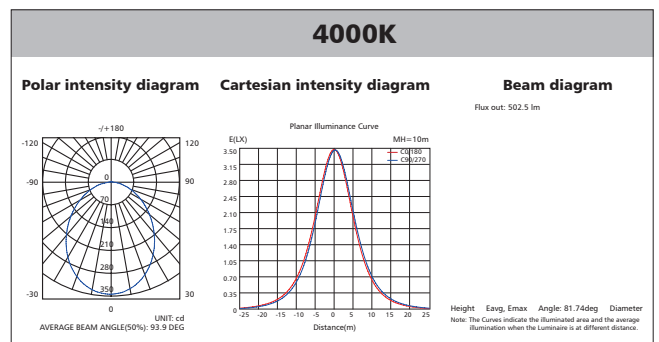 4000K
Polar intensity diagram
Cartesian intensity diagram
Beam diagram
Flux out: 502.5 lm
-/+180
-120
120
-90
90
-30
30
0
0
70
140
210
280
350
UNIT: cd
AVERAGE BEAM ANGLE(50%): 93.9 DEG
Planar Illuminance Curve
E(LX)
MH=10m
C0/180
C90/270
3.50
3.15
2.80
2.45
2.10
1.75
1.40
1.05
0.70
0.35
0
-25 -20 -15 -10 -5 0 5 10 15 20 25
Distance(m)
Height Eavg, Emax Angle: 81.74deg Diameter
Note: The Curves indicate the illuminated area and the average
illumination when the Luminaire is at different distance.